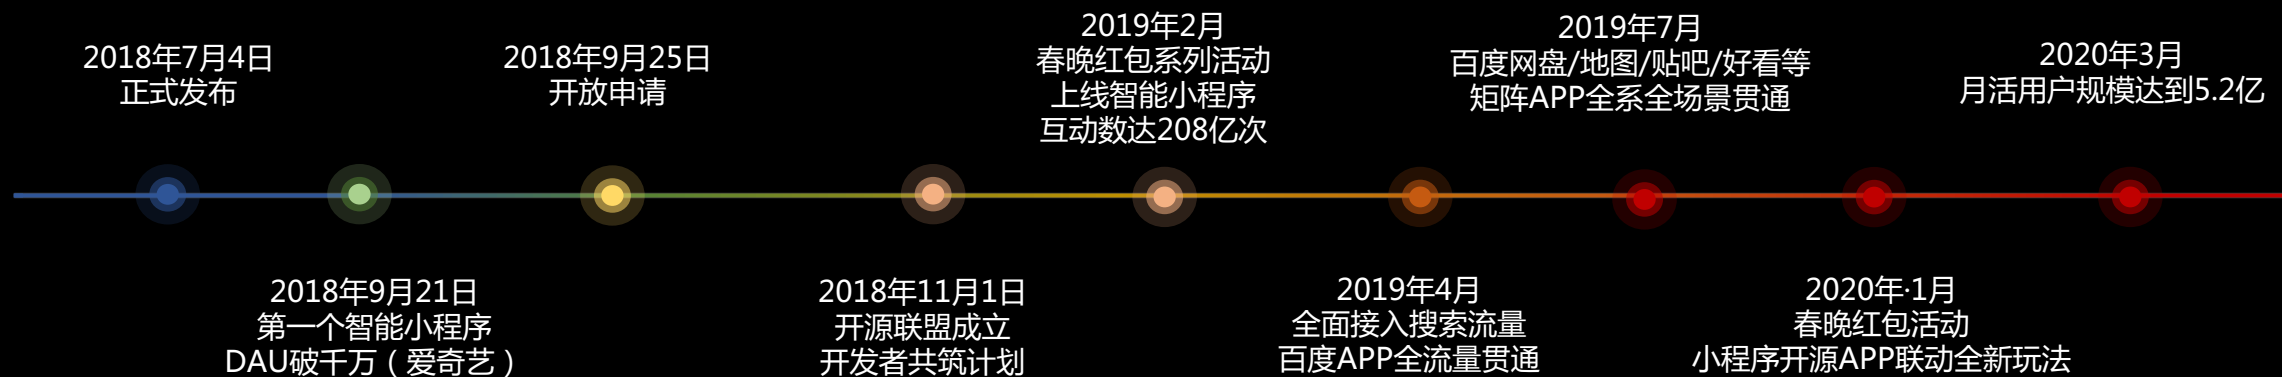 2018年7月4日
正式发布
2018年9月21日
第一个智能小程序
DAU破千万（爱奇艺）
2018年9月25日
开放申请
2018年11月1日
开源联盟成立
开发者共筑计划
2019年2月
春晚红包系列活动
上线智能小程序
互动数达208亿次
2019年4月
全面接入搜索流量
百度APP全流量贯通
2019年7月
百度网盘/地图/贴吧/好看等
矩阵APP全系全场景贯通
2020年·1月
春晚红包活动
小程序开源APP联动全新玩法
2020年3月
月活用户规模达到5.2亿